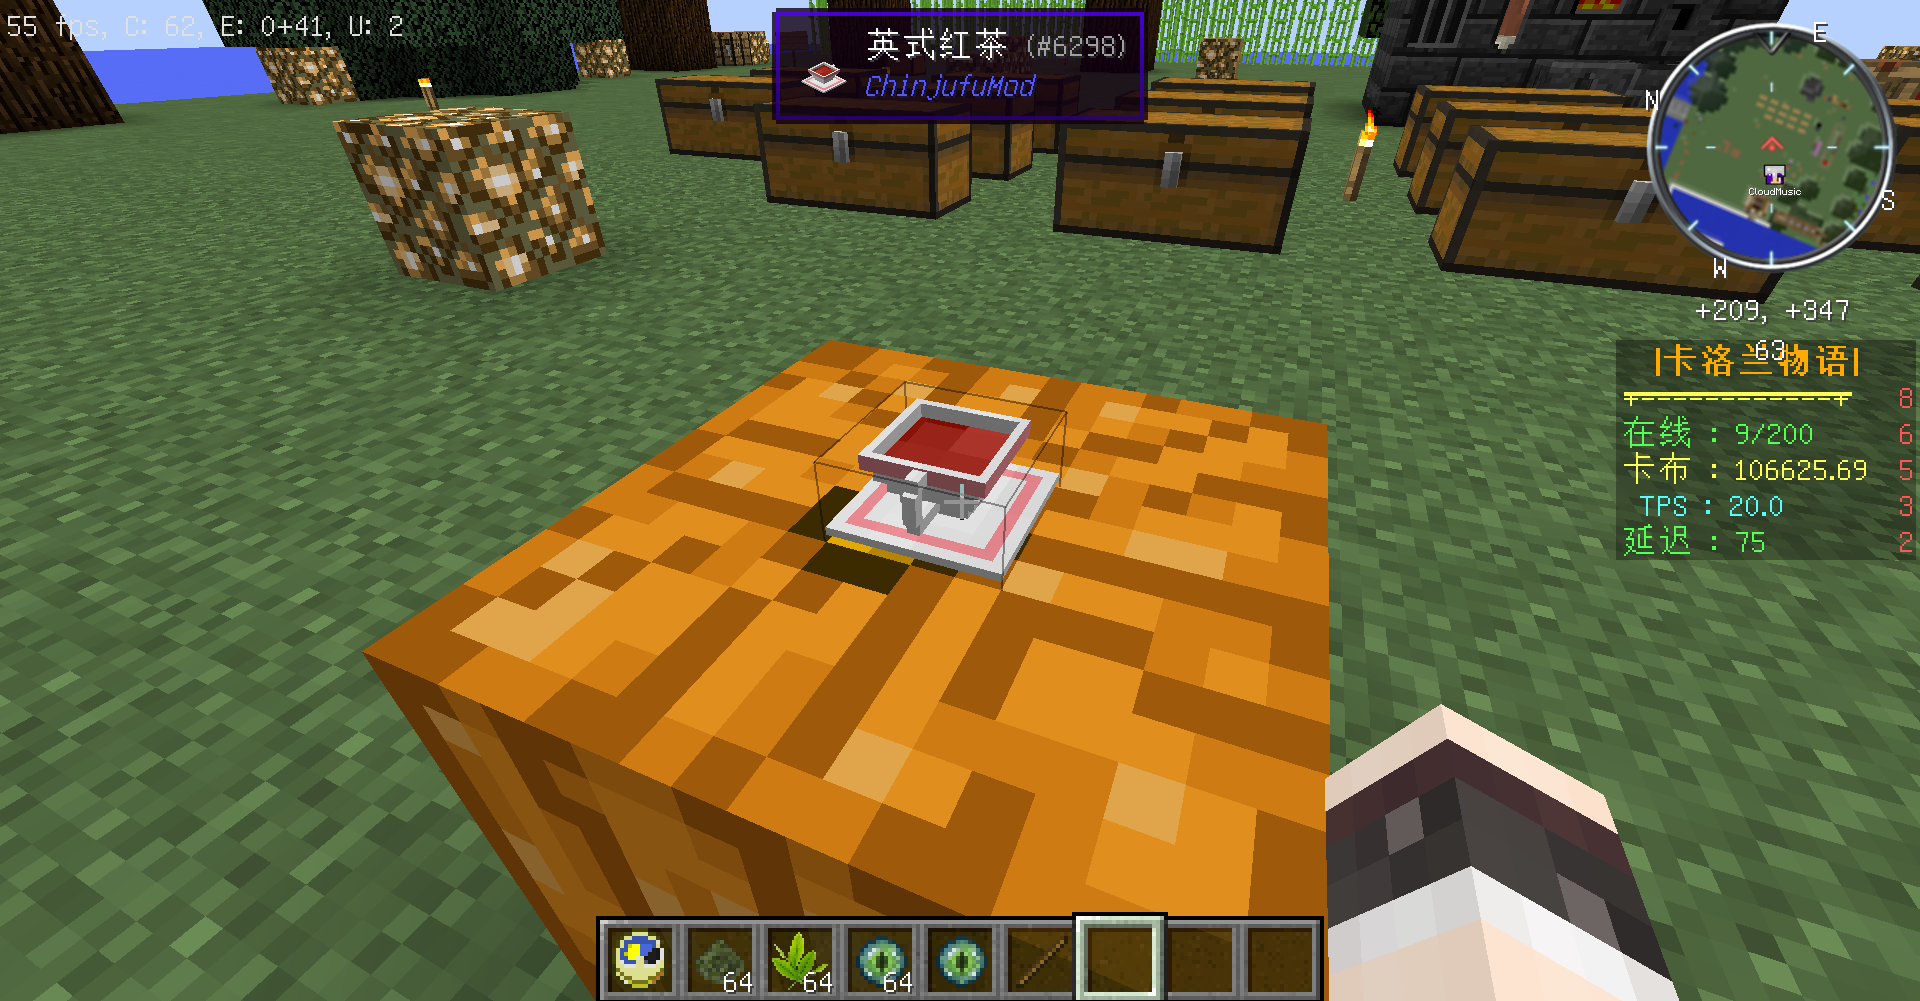 55 fps, C: 62, E: 0+41, U: 2
英式红茶 (#6298)
ChinjufuMod
E
N
S
W
CloudMusic
+209, +347
63
|卡洛兰物语|
8
在线 : 9/200 6
卡布 : 106625.69 5
TPS : 20.0 3
延迟 : 75 2
64
64
64